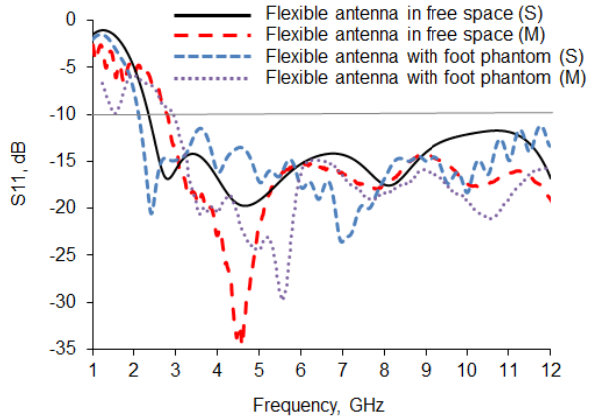 Flexible antenna in free space (S)
Flexible antenna in free space (M)
Flexible antenna with foot phantom (S)
Flexible antenna with foot phantom (M)
S11, dB
0
-5
-10
-15
-20
-25
-30
-35
1 2 3 4 5 6 7 8 9 10 11 12
Frequency, GHz